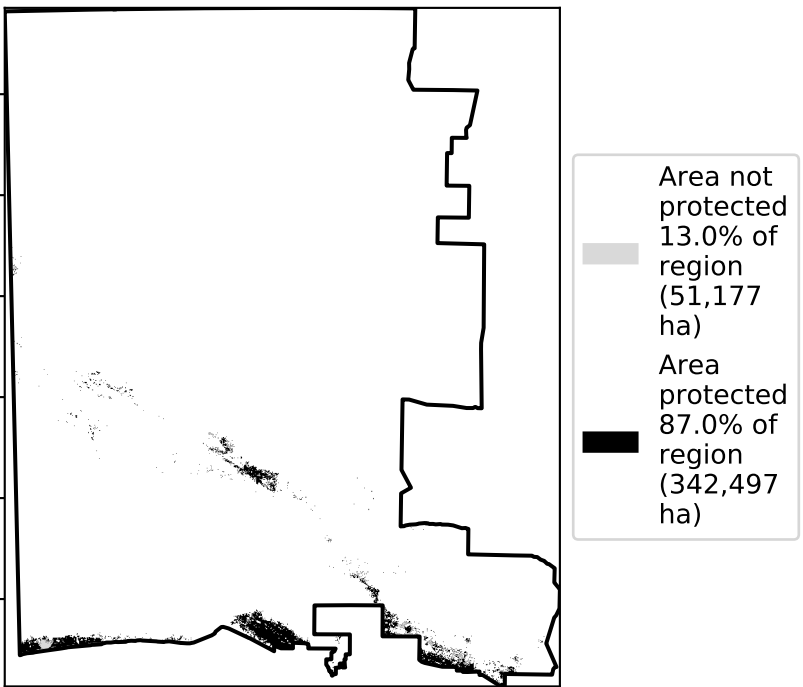 Area not
protected
13.0% of
region
(51,177
ha)
Area
protected
87.0% of
region
(342,497
ha)